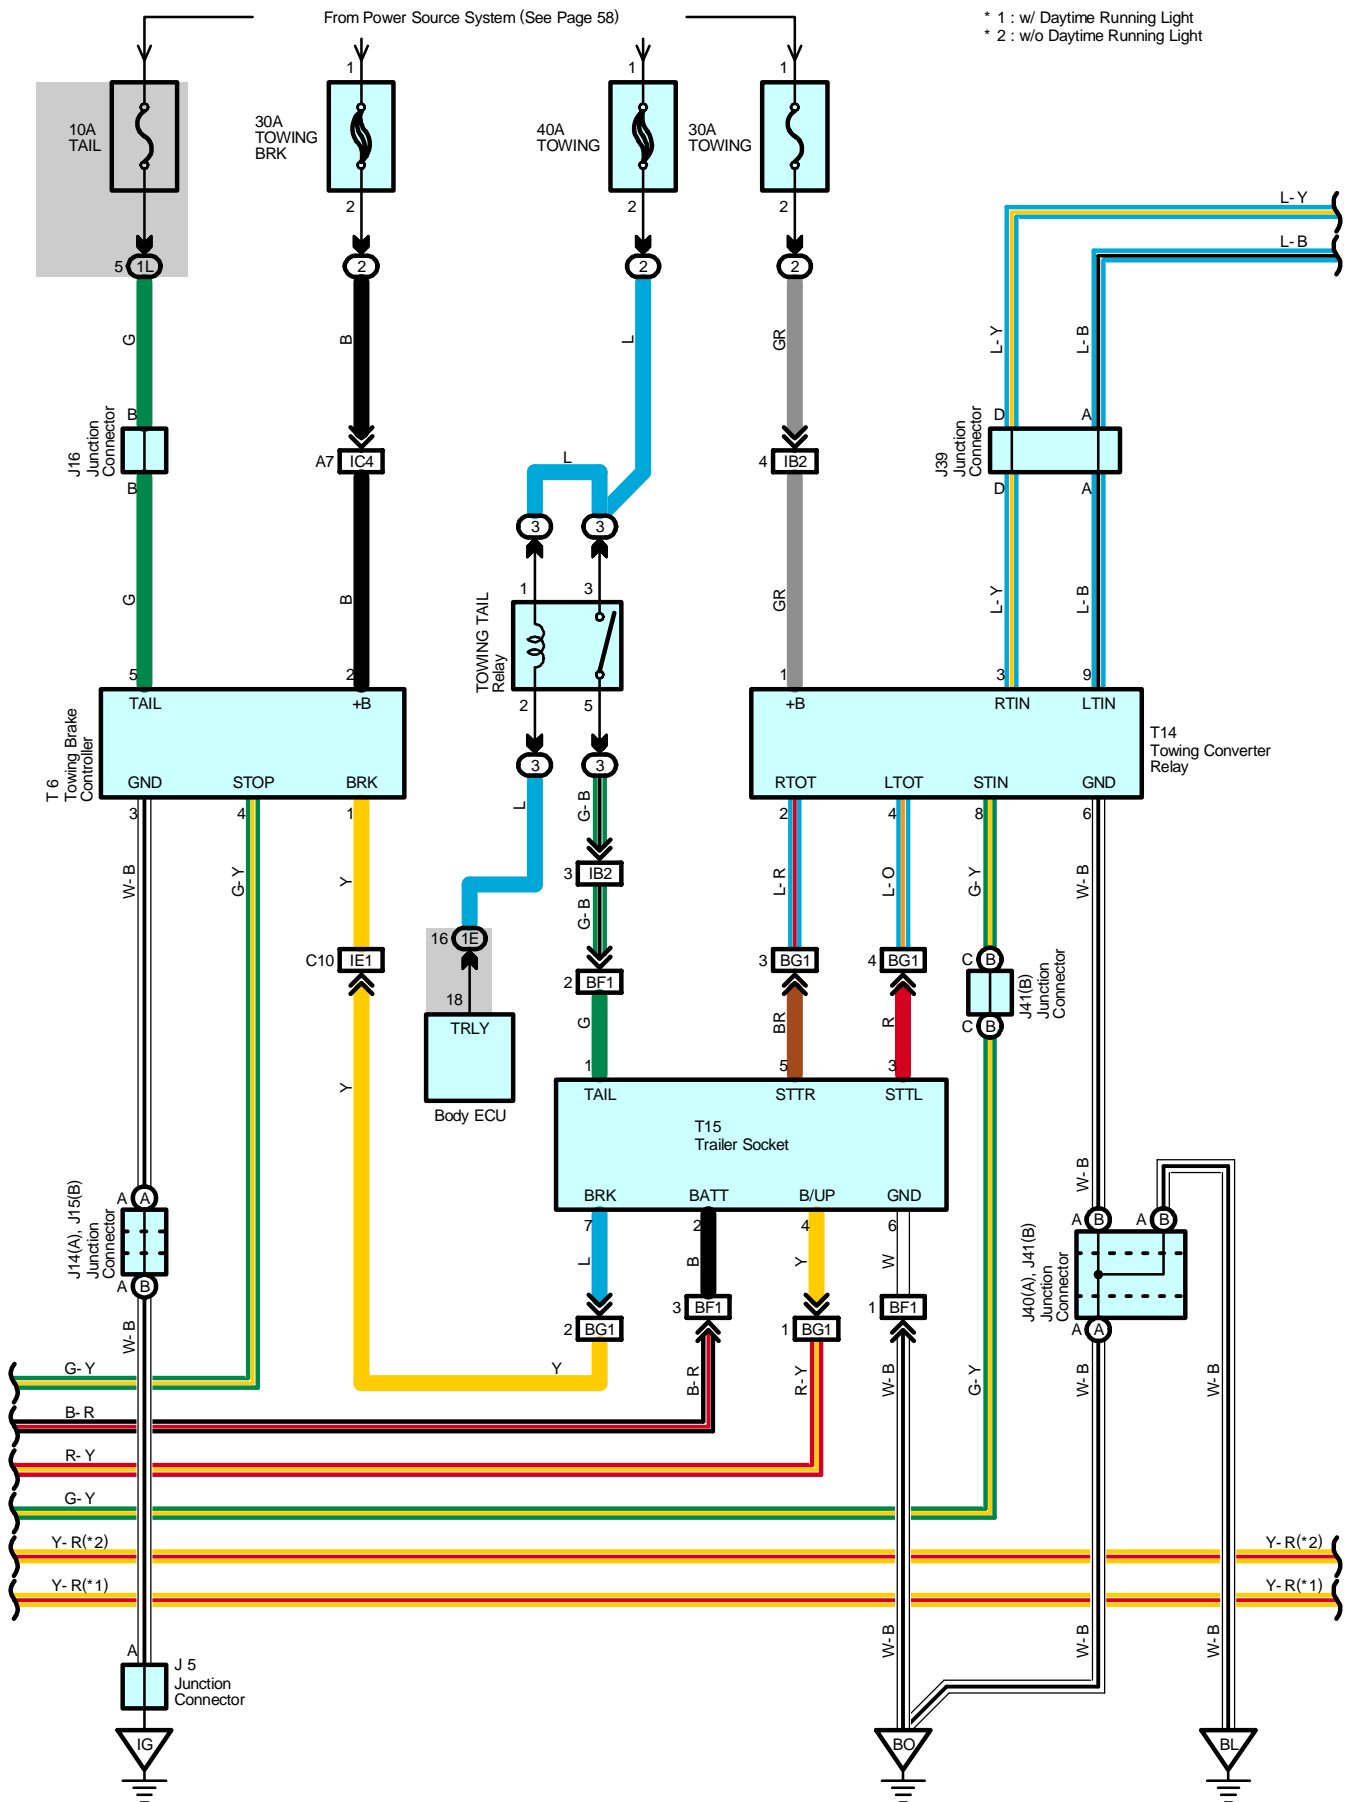 From Power Source System (See Page 58)
* 1 : w/ Daytime Running Light
* 2 : w/o Daytime Running Light
1
1
1
10A
TAIL
30A
TOWING
BRK
40A
TOWING
30A
TOWING
2
2
2
5 1L
2
2
2
L-Y
L-B
G
B
L
GR
L-Y
L-B
B
D
A
J16
Junction
Connector
A7 IC4
4 IB2
J39
Junction
Connector
B
D
A
L
3
3
G
B
1
3
GR
L-Y
L-B
TOWING TAIL
Relay
5
2
1
3
9
TAIL
+B
+B
RTIN
LTIN
2
5
T 6
Towing Brake
Controller
T14
Towing Converter
Relay
GND
STOP
BRK
3
3
RTOT
LTOT
STIN
GND
3
4
1
2
4
8
6
W-B
G-Y
Y
L
G-B
L-R
L-O
G-Y
W-B
3 IB2
G-B
16 1E
C10 IE1
3 BG1
4 BG1
C B
2 BF1
J41(B)
Junction
Connector
18
C B
TRLY
Body ECU
G
BR
R
1
5
3
Y
TAIL
STTR
STTL
T15
Trailer Socket
BRK
BATT
B/UP
GND
7
2
4
6
A A
J14(A), J15(B)
Junction
Connector
A B
L
B
Y
W
W-B
A B
A B
J40(A), J41(B)
Junction
Connector
A A
2 BG1
3 BF1
1 BG1
1 BF1
W-B
Y
B-R
R-Y
W-B
G-Y
W-B
W-B
G-Y
B-R
R-Y
G-Y
Y-R(*2)
Y-R(*2)
Y-R(*1)
Y-R(*1)
W-B
W-B
W-B
A
J 5
Junction
Connector
IG
BO
BL